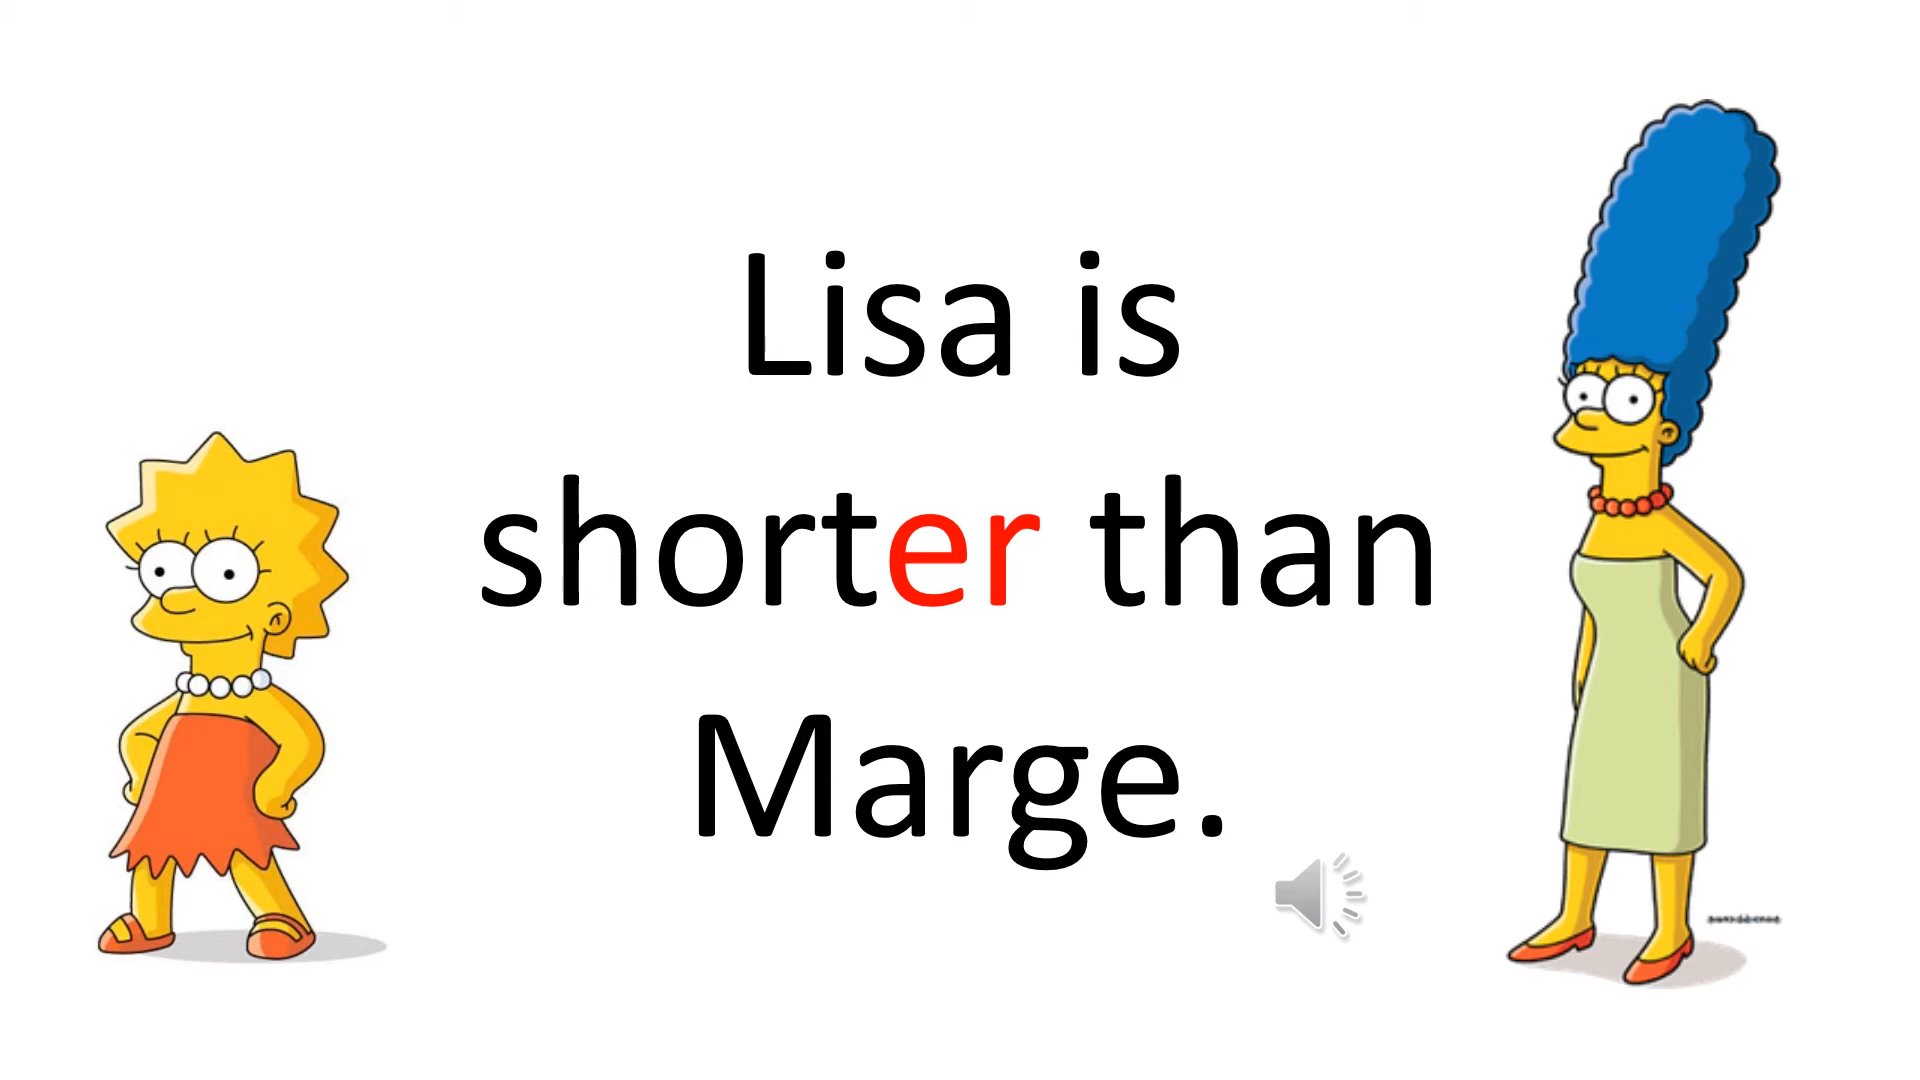 Lisa is
shorter than
Marge.